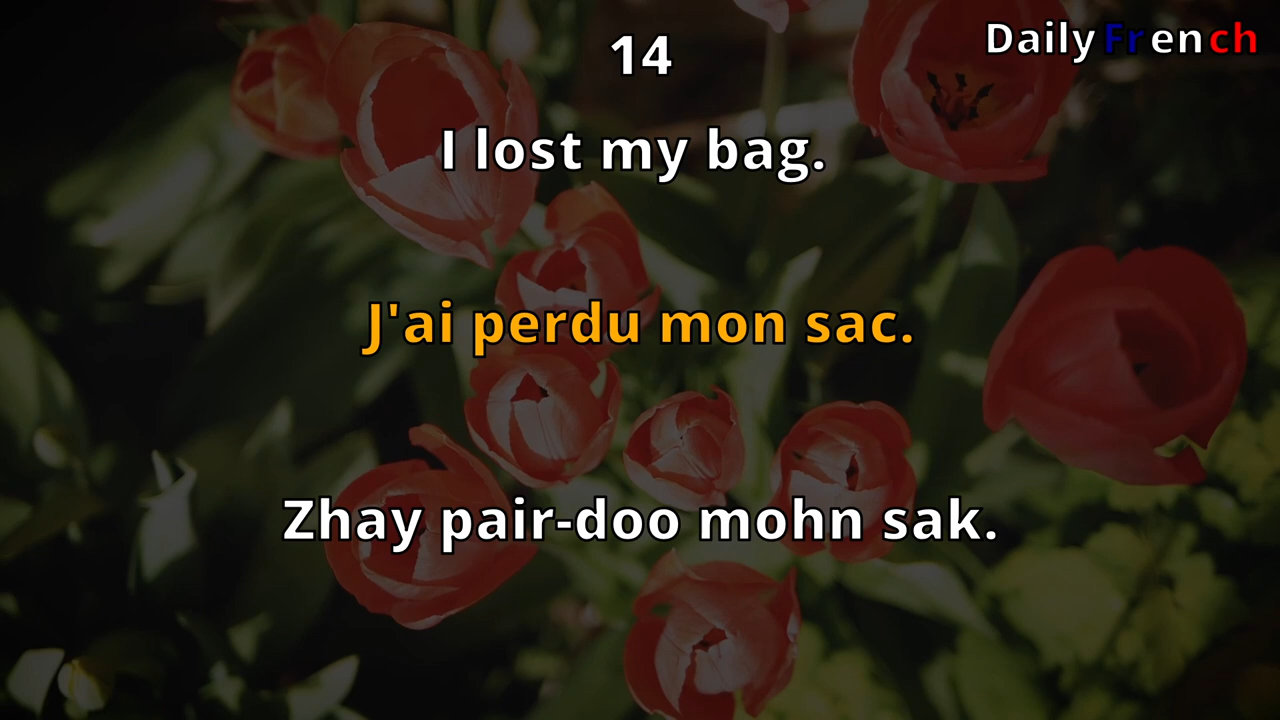 14
Daily French
I lost my bag.
J'ai perdu mon sac.
Zhay pair-doo mohn sak.